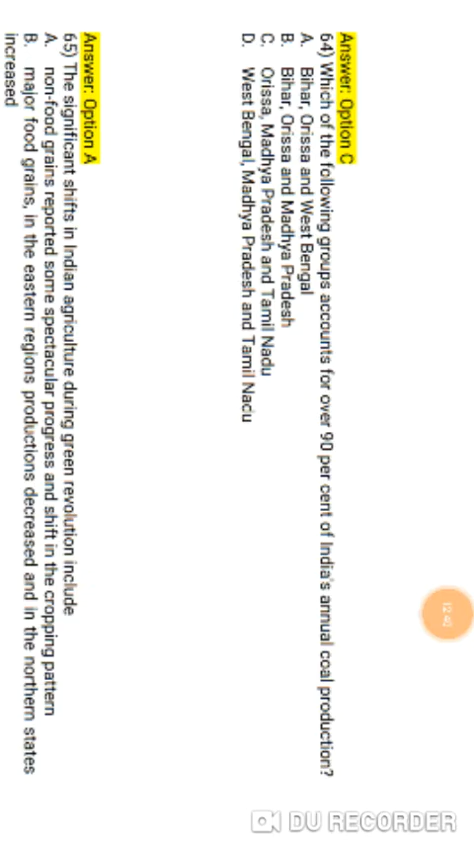 Answer: Option C
64) Which of the following groups accounts for over 90 per cent of India's annual coal production?
A. Bihar, Orissa and West Bengal
B. Bihar, Orissa and Madhya Pradesh
C. Orissa, Madhya Pradesh and Tamil Nadu
D. West Bengal, Madhya Pradesh and Tamil Nadu
Answer: Option A
65) The significant shifts in Indian agriculture during green revolution include
A. non-food grains reported some spectacular progress and shift in the cropping pattern
B. major food grains, in the eastern regions productions decreased and in the northern states
increased
12:40
DU RECORDER